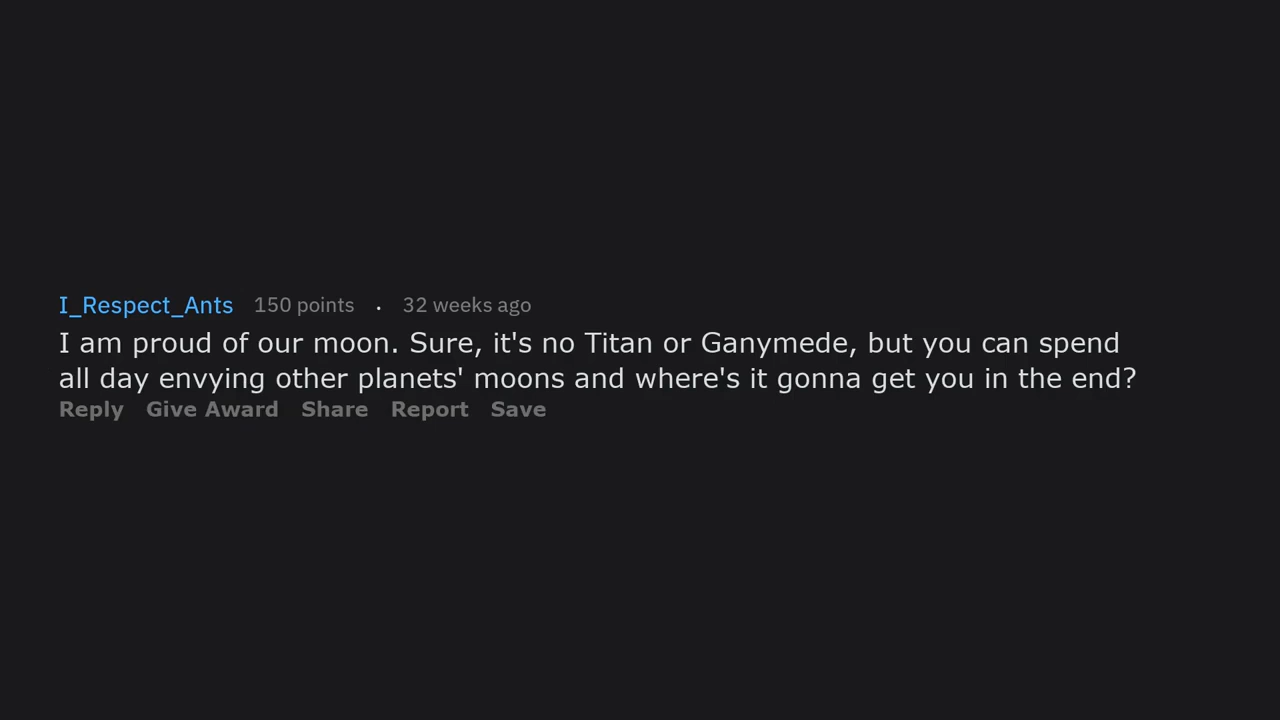 I_Respect_Ants 150 points . 32 weeks ago
I am proud of our moon. Sure, it's no Titan or Ganymede, but you can spend
all day envying other planets' moons and where's it gonna get you in the end?
Reply Give Award Share Report Save